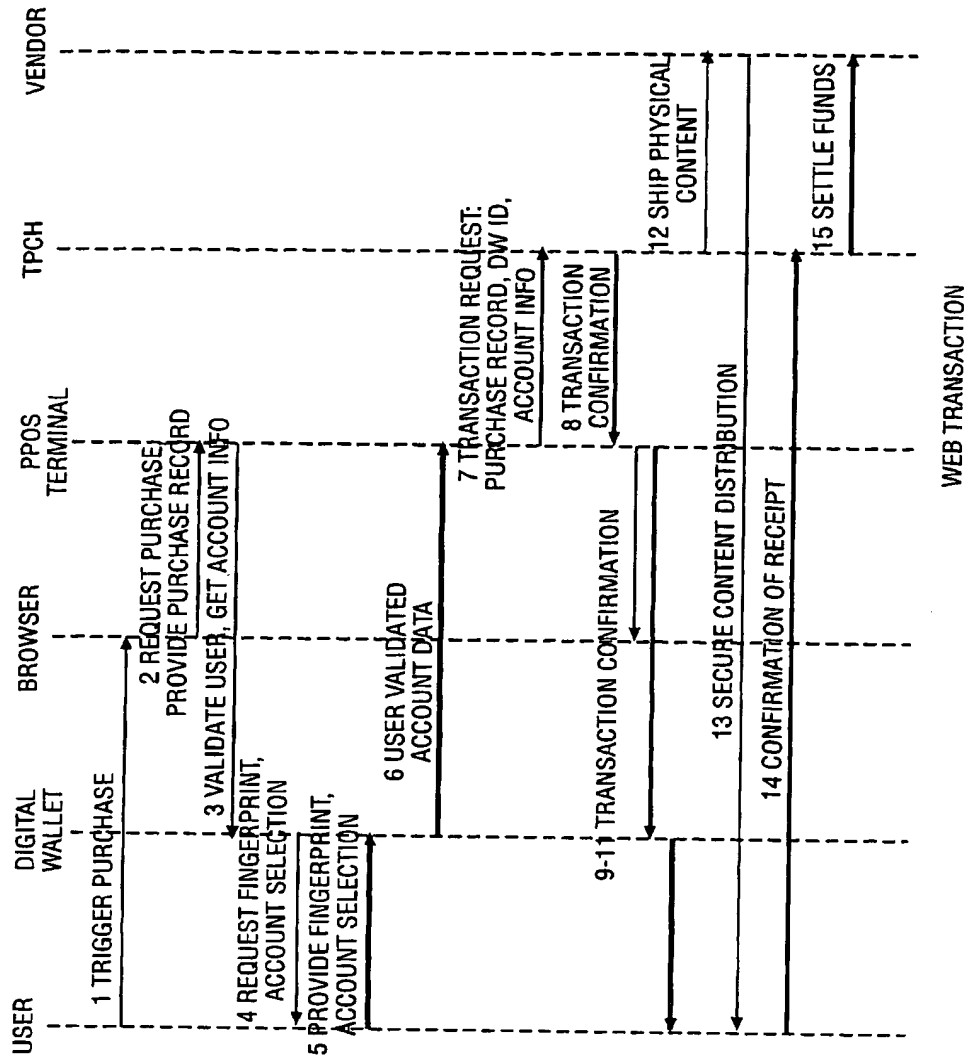 USER
DIGITAL
WALLET
BROWSER
PPOS
TERMINAL
TPCH
VENDOR
1 TRIGGER PURCHASE
2 REQUEST PURCHASE,
PROVIDE PURCHASE RECORD
3 VALIDATE USER, GET ACCOUNT INFO
4 REQUEST FINGERPRINT,
ACCOUNT SELECTION
5 PROVIDE FINGERPRINT,
ACCOUNT SELECTION
6 USER VALIDATED
ACCOUNT DATA
7 TRANSACTION REQUEST:
PURCHASE RECORD, DW ID,
ACCOUNT INFO
8 TRANSACTION
CONFIRMATION
9-11 TRANSACTION CONFIRMATION
12 SHIP PHYSICAL
CONTENT
13 SECURE CONTENT DISTRIBUTION
14 CONFIRMATION OF RECEIPT
15 SETTLE FUNDS
WEB TRANSACTION